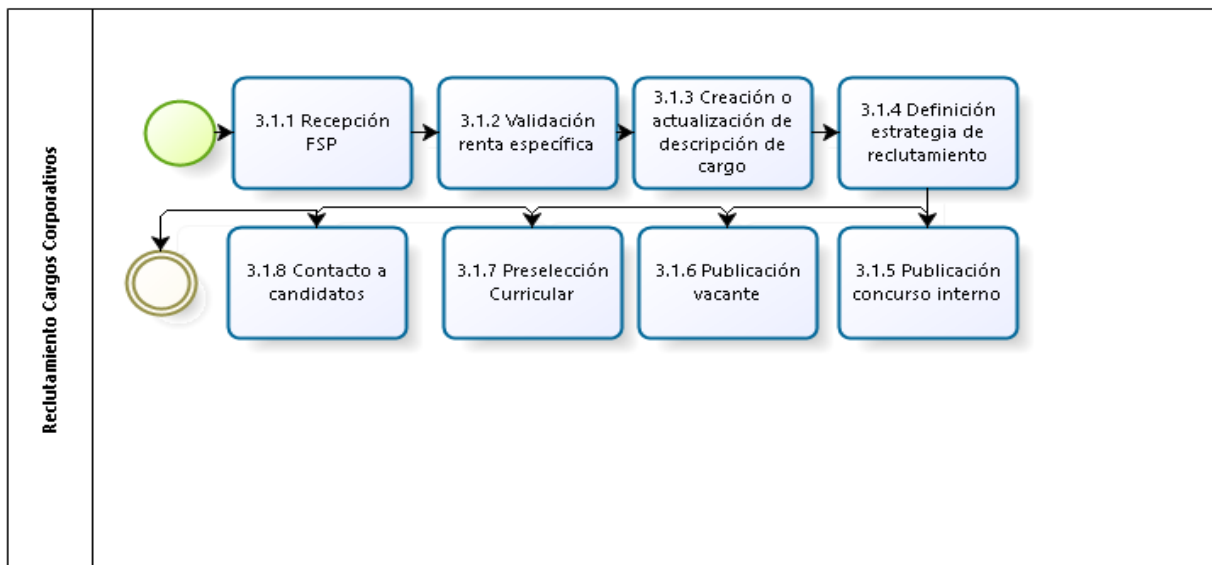 Reclutamiento Cargos Corporativos
3.1.1 Recepción
FSP
3.1.2 Validación
renta específica
3.1.3 Creación o
actualización de
descripción de
cargo
3.1.4 Definición
estrategia de
reclutamiento
3.1.8 Contacto a
candidatos
3.1.7 Preselección
Curricular
3.1.6 Publicación
vacante
3.1.5 Publicación
concurso interno